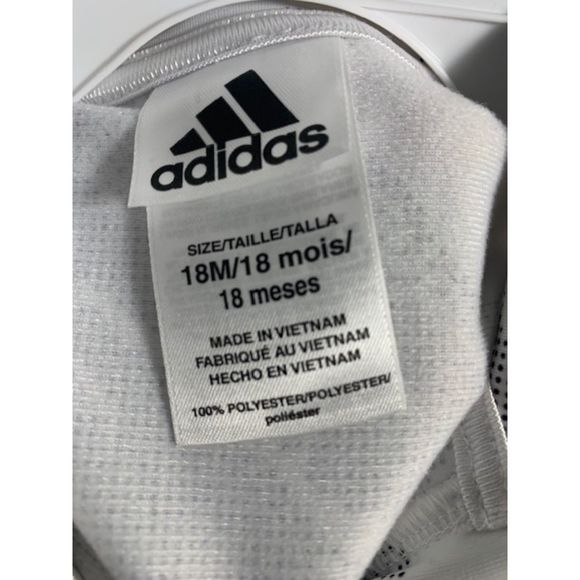 adidas
SIZE/TAILLE/TALLA
18M/18 mois/
18 meses
MADE IN VIETNAM
FABRIQUÉ AU VIETNAM
HECHO EN VIETNAM
100% POLYESTER/POLYESTER/
poliéster